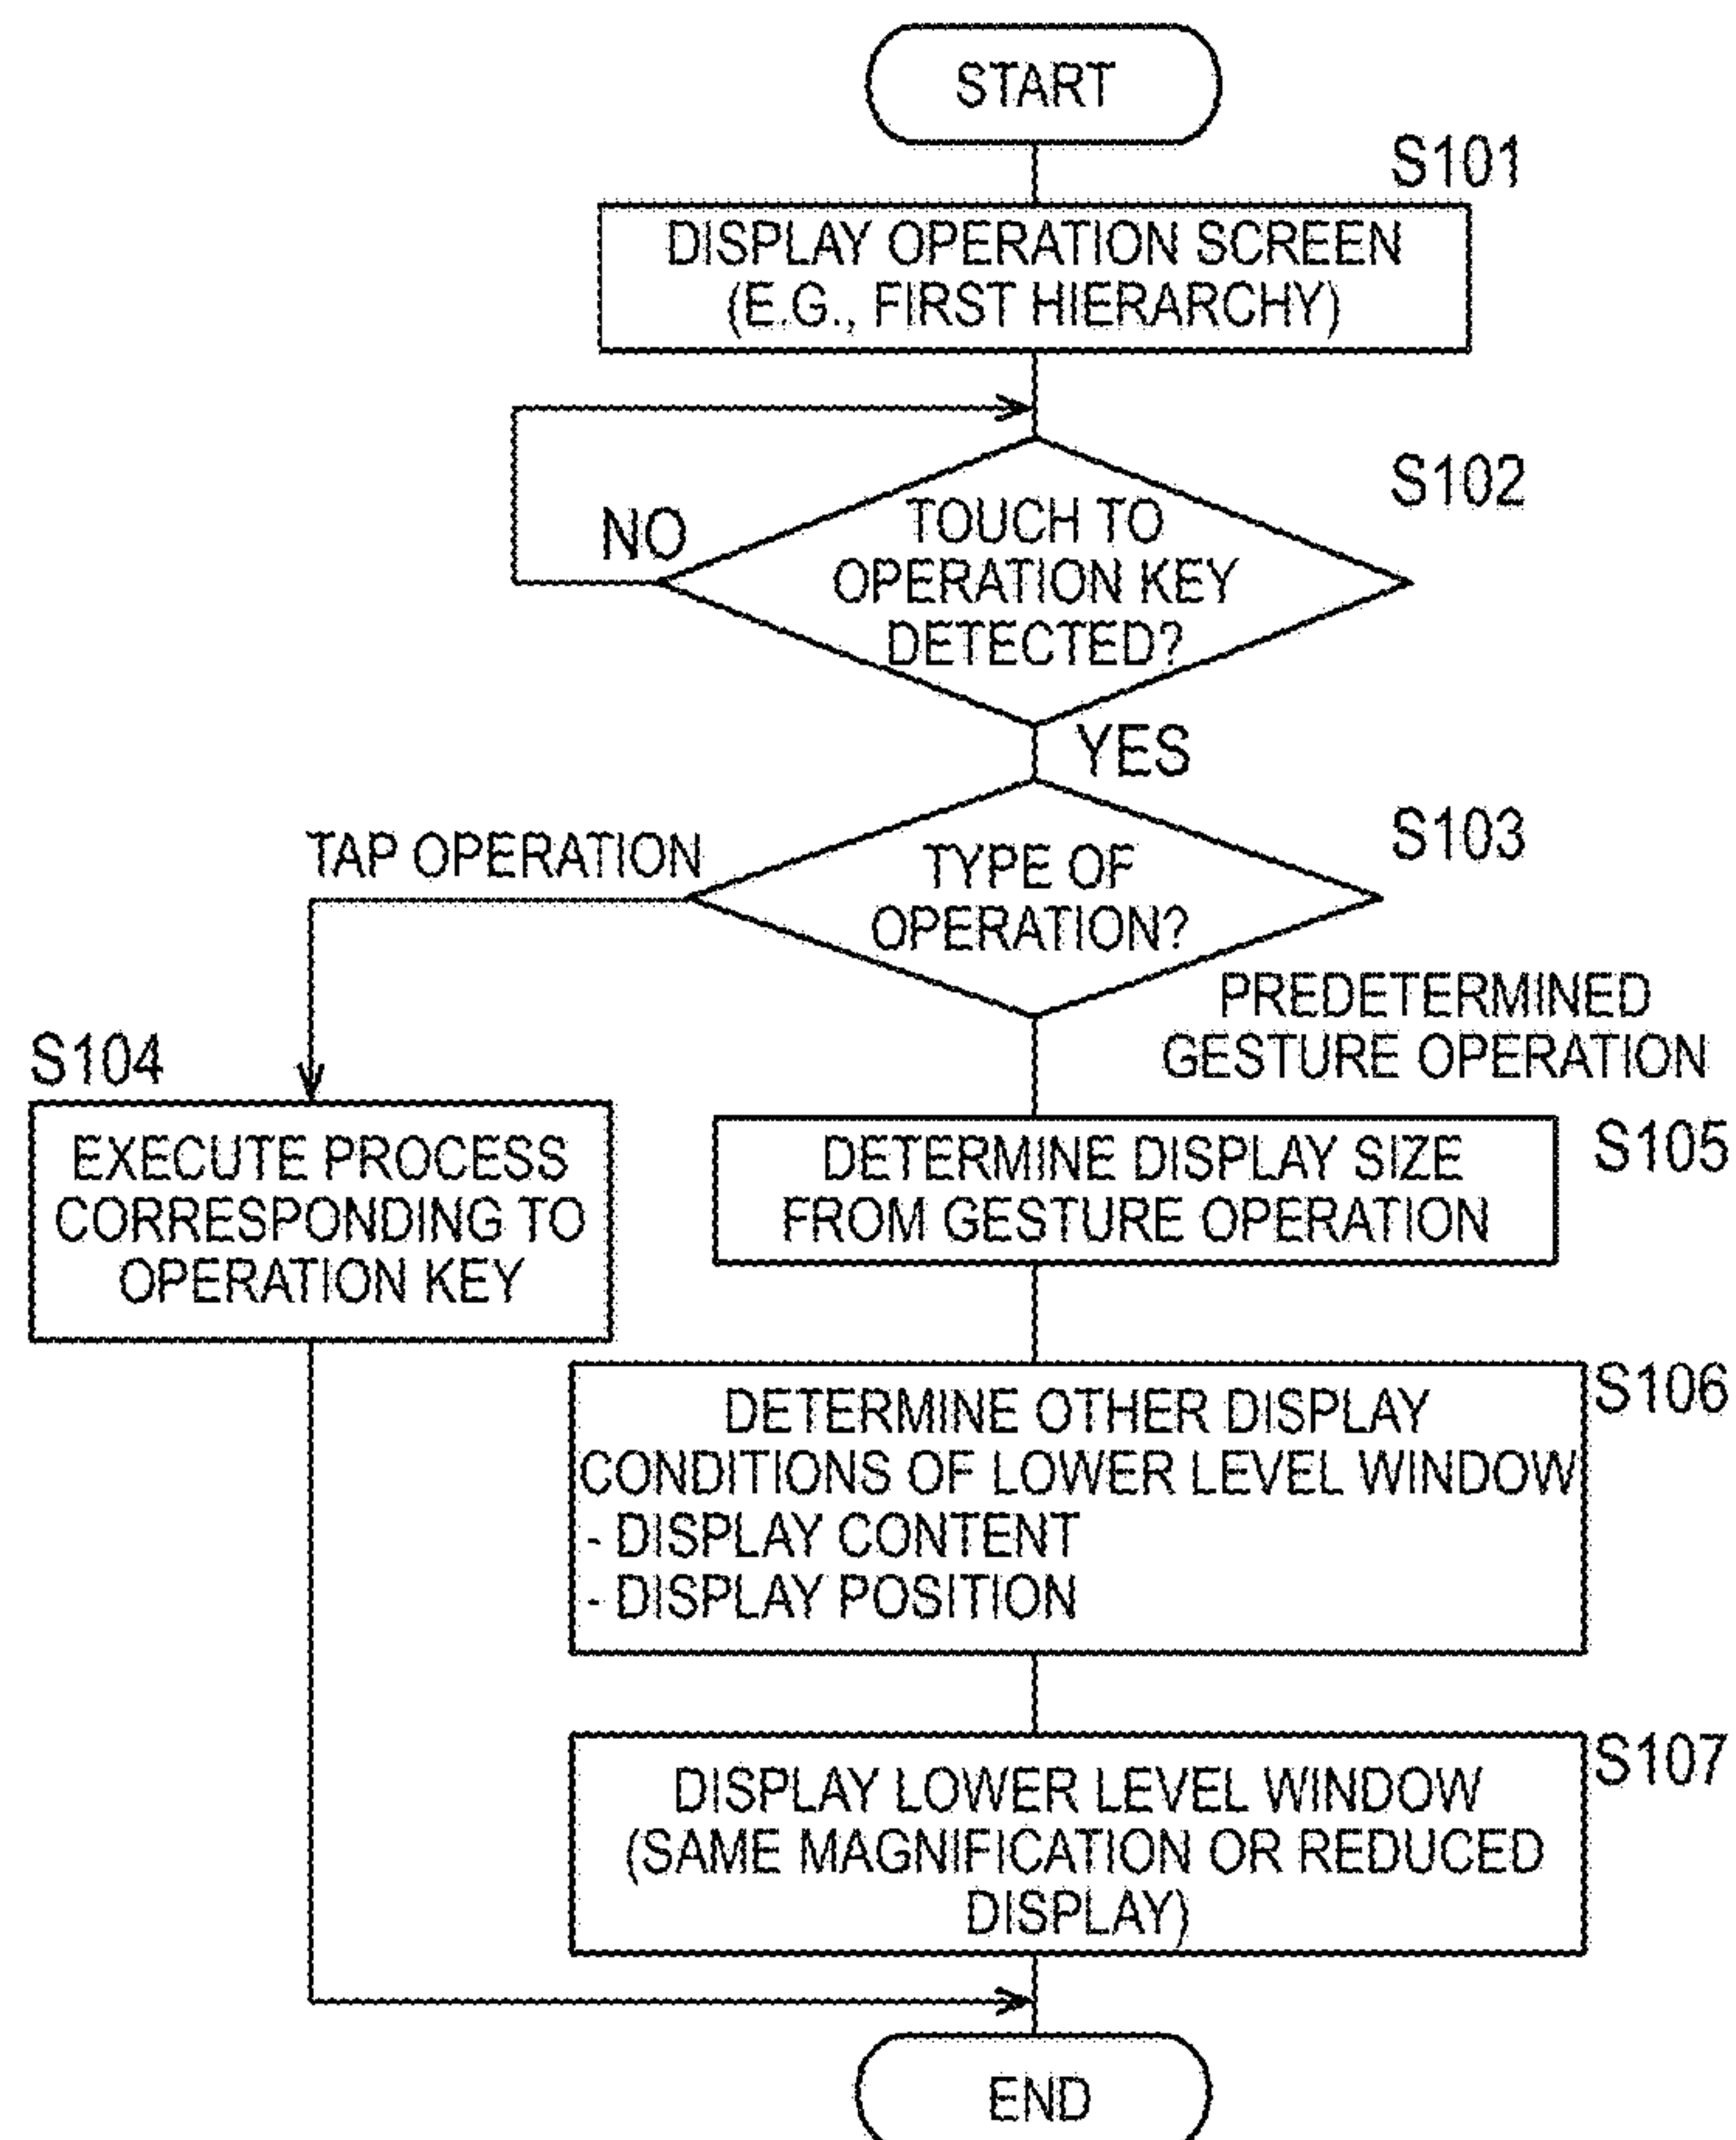 START
S101
DISPLAY OPERATION SCREEN
(E.G., FIRST HIERARCHY)
S102
NO
TOUCH TO
OPERATION KEY
DETECTED?
YES
S103
TAP OPERATION
TYPE OF
OPERATION?
PREDETERMINED
GESTURE OPERATION
S104
EXECUTE PROCESS
CORRESPONDING TO
OPERATION KEY
S105
DETERMINE DISPLAY SIZE
FROM GESTURE OPERATION
S106
DETERMINE OTHER DISPLAY
CONDITIONS OF LOWER LEVEL WINDOW
- DISPLAY CONTENT
- DISPLAY POSITION
S107
DISPLAY LOWER LEVEL WINDOW
(SAME MAGNIFICATION OR REDUCED
DISPLAY)
END